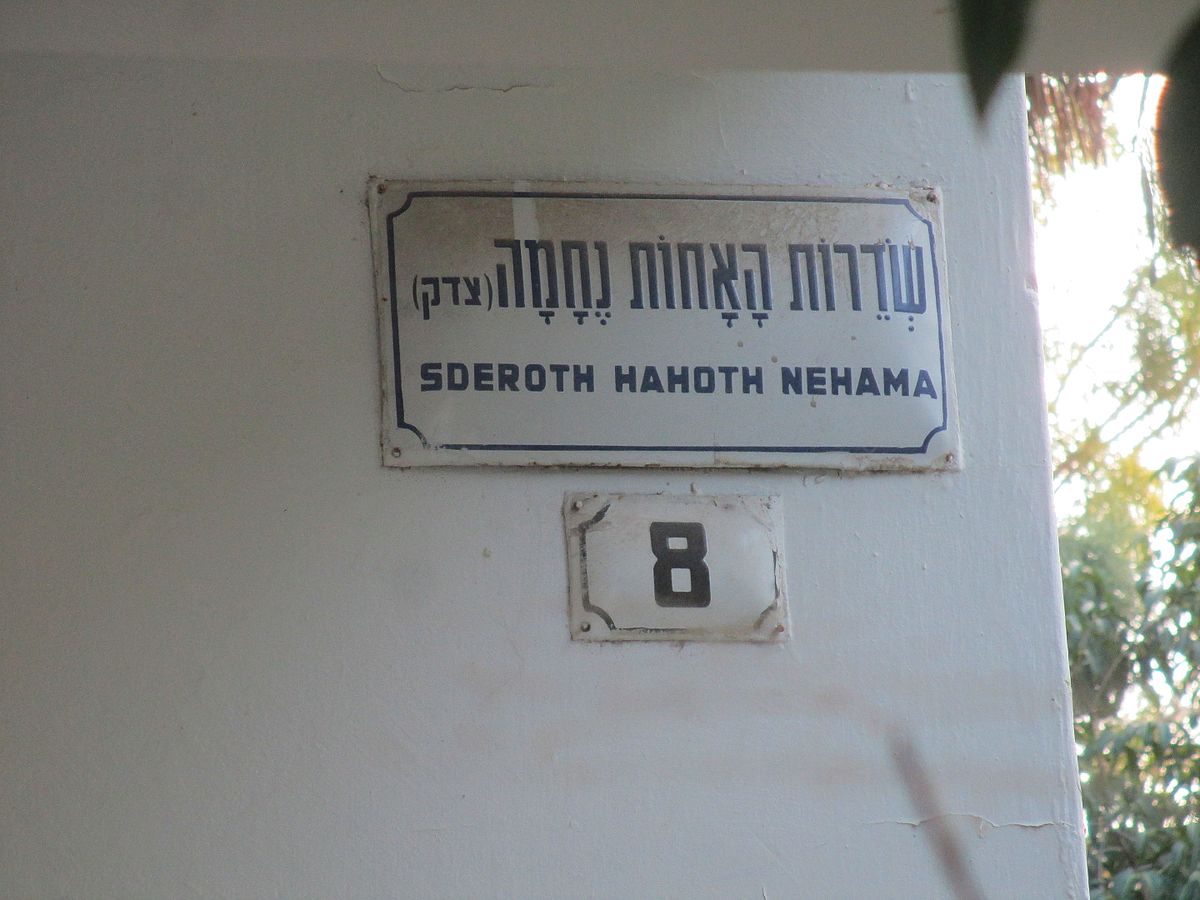 שְׂדֵרוֹת הָאָחוֹת נֶחָמָה (צדק)
SDEROTH HAHOTH NEHAMA
8